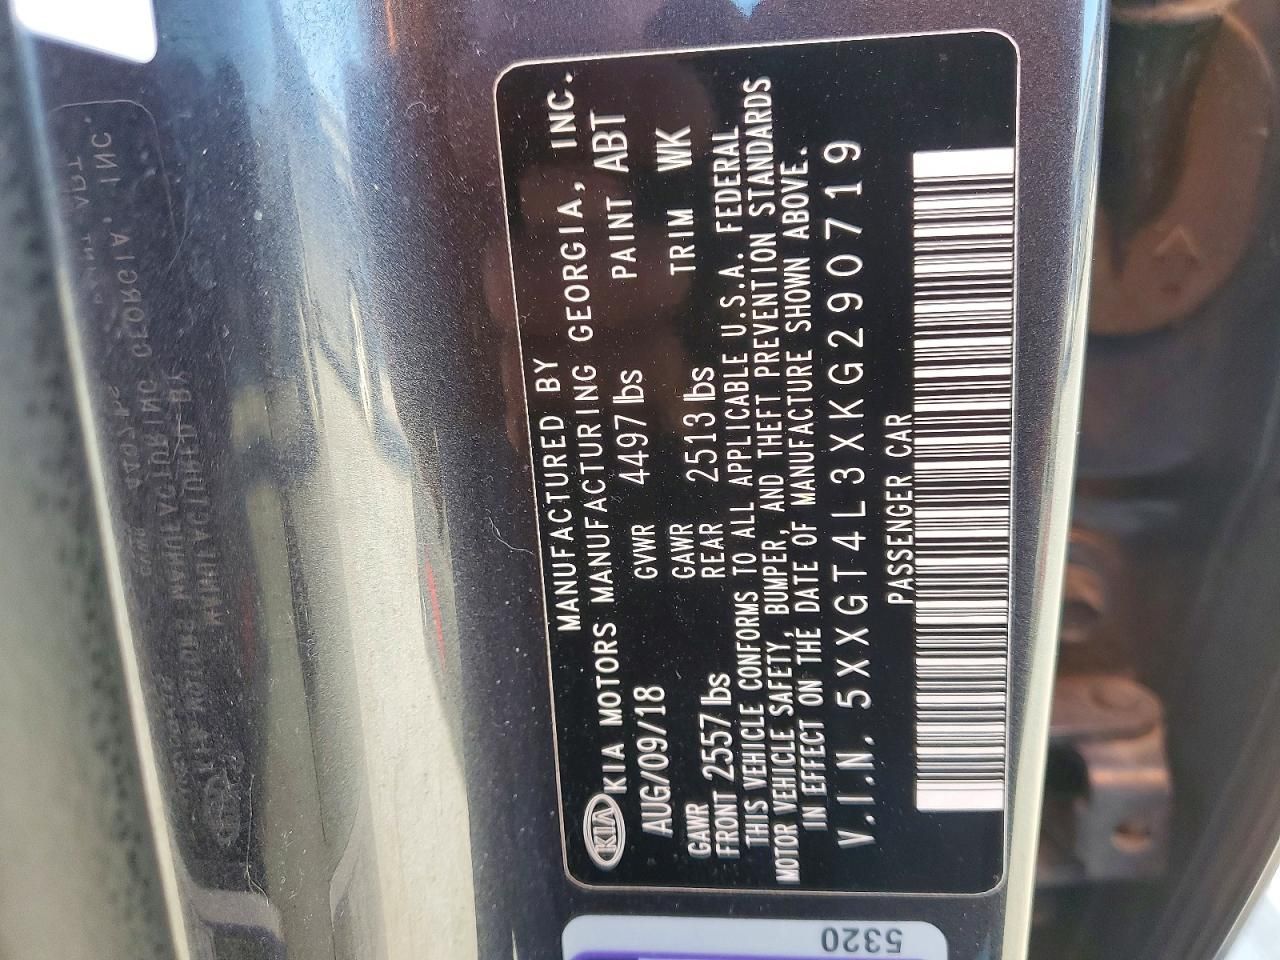 MANUFACTURED BY
KIA KIA MOTORS MANUFACTURING GEORGIA, INC.
AUG/09/18 GVWR 4497 lbs PAINT ABT
GAWR FRONT 2557 lbs GAWR REAR 2513 lbs TRIM WK
THIS VEHICLE CONFORMS TO ALL APPLICABLE U.S.A. FEDERAL
MOTOR VEHICLE SAFETY, BUMPER, AND THEFT PREVENTION STANDARDS
IN EFFECT ON THE DATE OF MANUFACTURE SHOWN ABOVE.
V.I.N. 5XXGT4L3XKG290719
PASSENGER CAR
5320